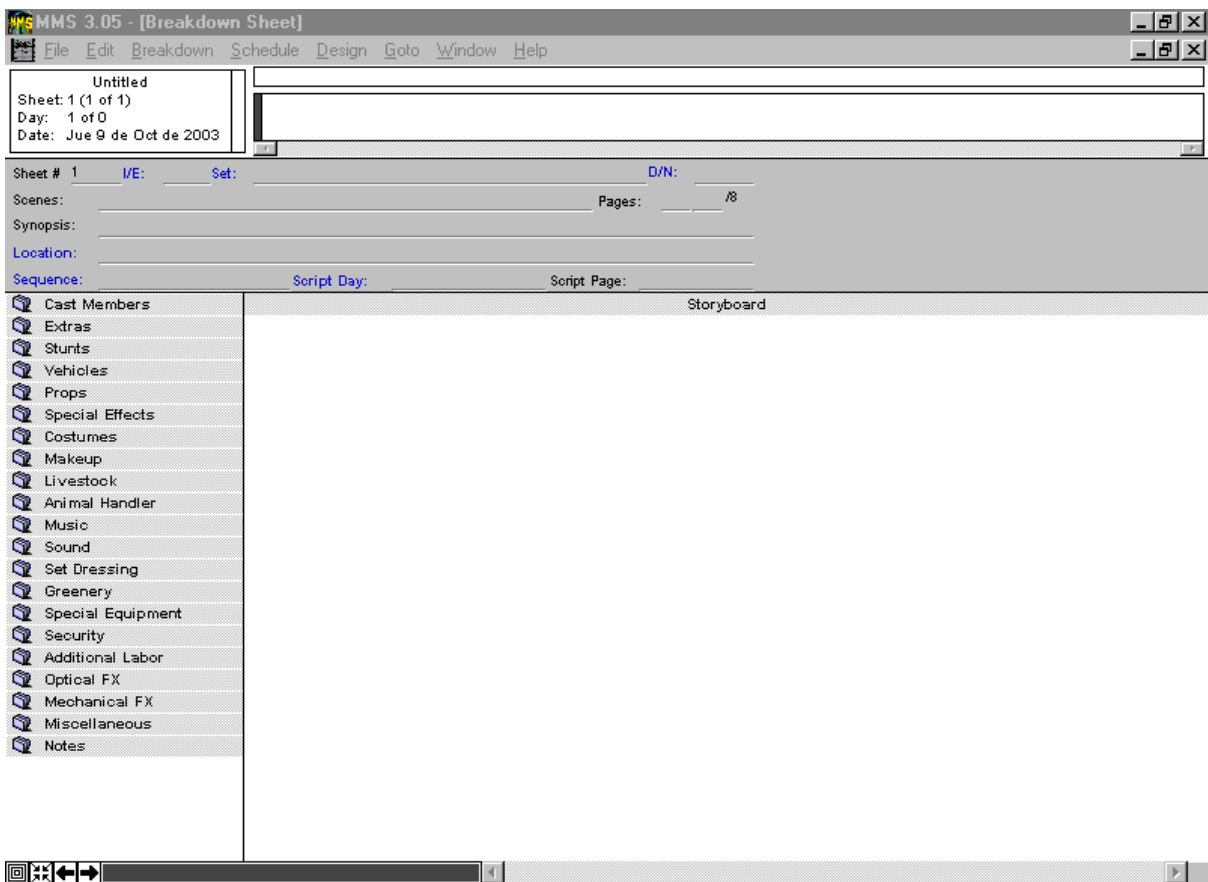 MMS 3.05 - [Breakdown Sheet]
File Edit Breakdown Schedule Design Goto Window Help
Untitled
Sheet: 1 (1 of 1)
Day: 1 of 0
Date: Jue 9 de Oct de 2003
Sheet # 1 I/E: Set: D/N:
Scenes: Pages: /8
Synopsis:
Location:
Sequence: Script Day: Script Page:
Cast Members
Storyboard
Extras
Stunts
Vehicles
Props
Special Effects
Costumes
Makeup
Livestock
Animal Handler
Music
Sound
Set Dressing
Greenery
Special Equipment
Security
Additional Labor
Optical FX
Mechanical FX
Miscellaneous
Notes